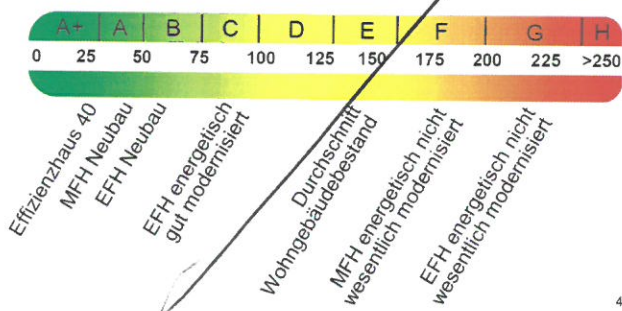 A+ A B C D E F G H
0 25 50 75 100 125 150 175 200 225 >250
Effizienzhaus 40
MFH Neubau
EFH Neubau
EFH energetisch
gut modernisiert
Durchschnitt
Wohngebäudebestand
MFH energetisch nicht
wesentlich modernisiert
EFH energetisch nicht
wesentlich modernisiert
4